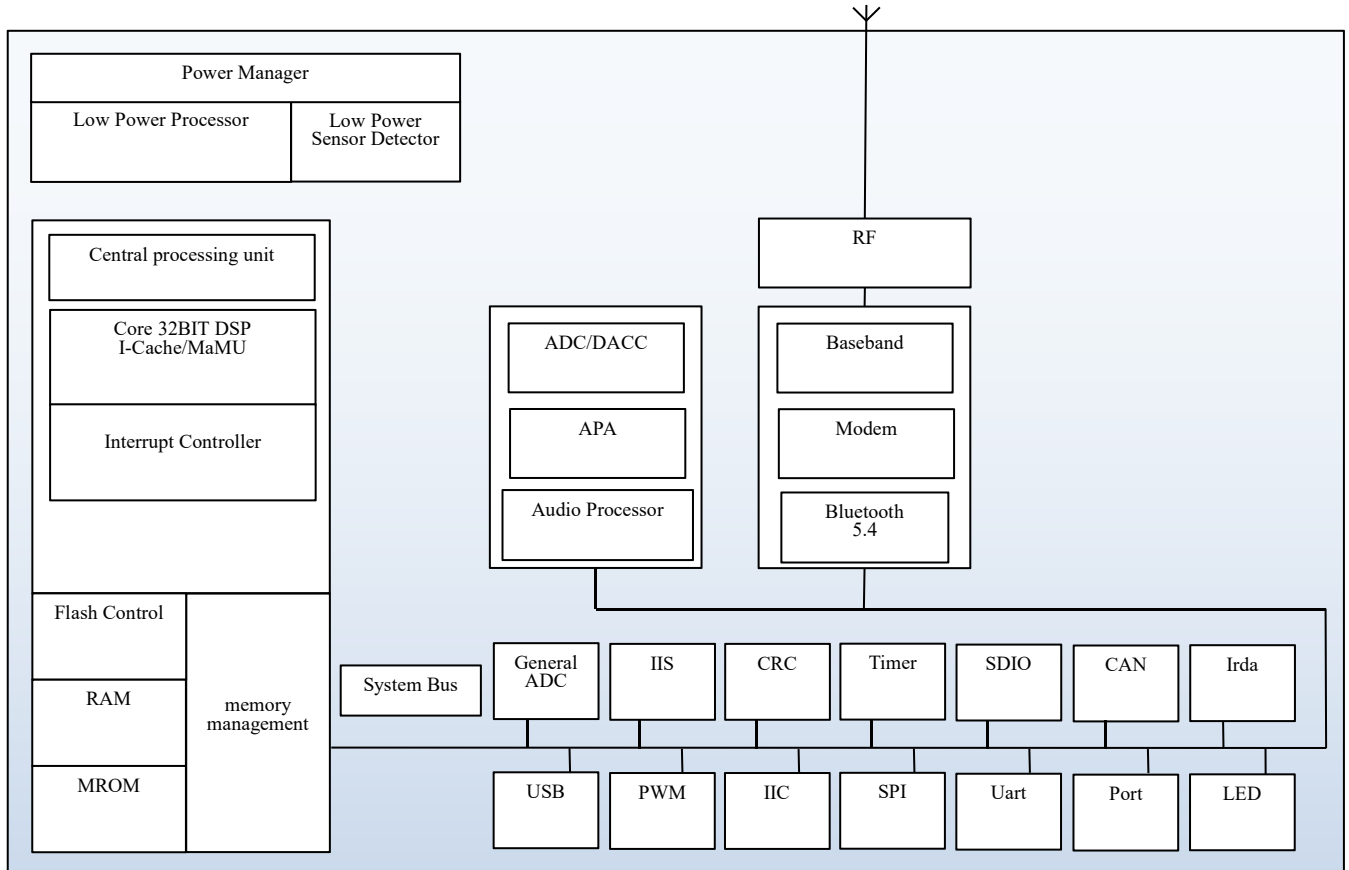 Power Manager
Low Power Processor
Low Power
Sensor Detector
Central processing unit
Core 32BIT DSP
I-Cache/MaMU
Interrupt Controller
Flash Control
RAM
MROM
memory
management
System Bus
RF
ADC/DACC
APA
Audio Processor
Baseband
Modem
Bluetooth
5.4
General
ADC
IIS
CRC
Timer
SDIO
CAN
Irda
USB
PWM
IIC
SPI
Uart
Port
LED